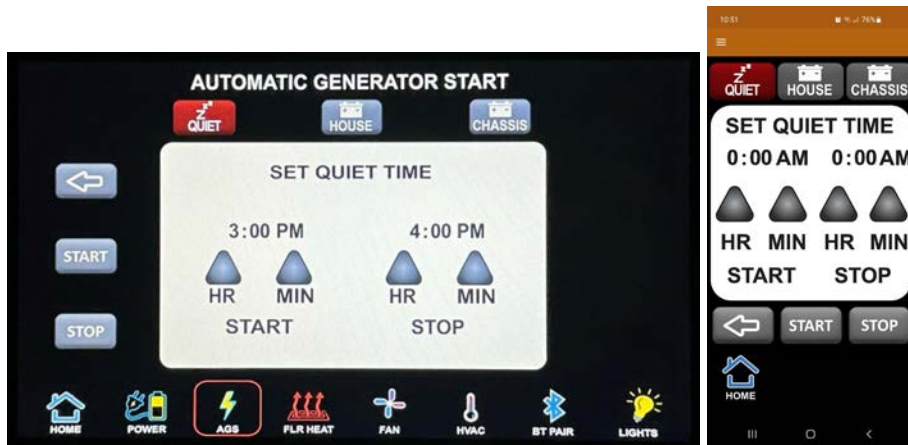 AUTOMATIC GENERATOR START
QUIET HOUSE CHASSIS
SET QUIET TIME
3:00 PM 4:00 PM
HR MIN HR MIN
START STOP
START
STOP
HOME POWER AGS FLR HEAT FAN HVAC BT PAIR LIGHTS
10:51 76%
QUIET HOUSE CHASSIS
SET QUIET TIME
0:00 AM 0:00 AM
HR MIN HR MIN
START STOP
START STOP
HOME